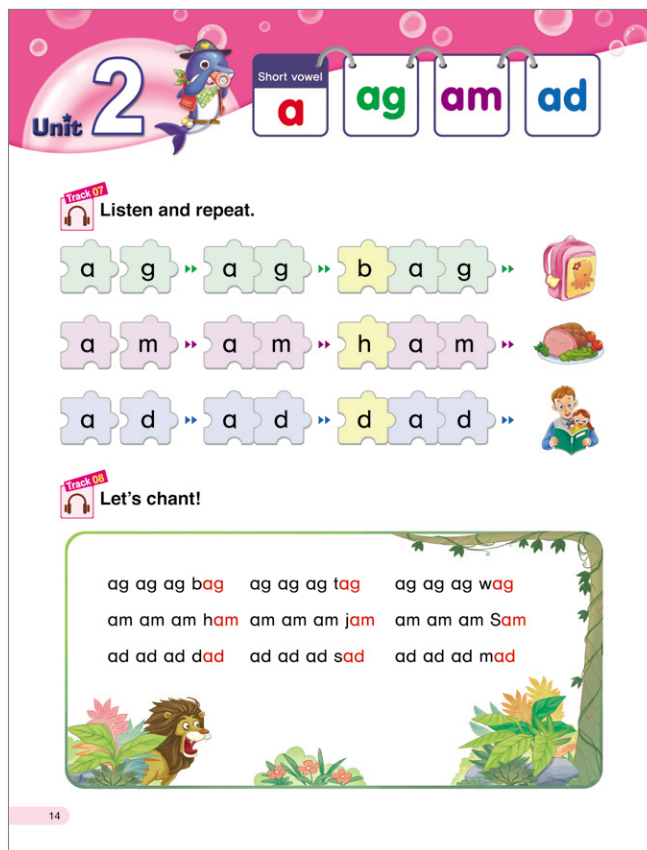 Unit 2
Short vowel
a
ag
am
ad
Track 07
Listen and repeat.
a g a g b a g
a m a m h a m
a d a d d a d
Track 08
Let's chant!
ag ag ag bag ag ag ag tag ag ag ag wag
am am am ham am am am jam am am am Sam
ad ad ad dad ad ad ad sad ad ad ad mad
14